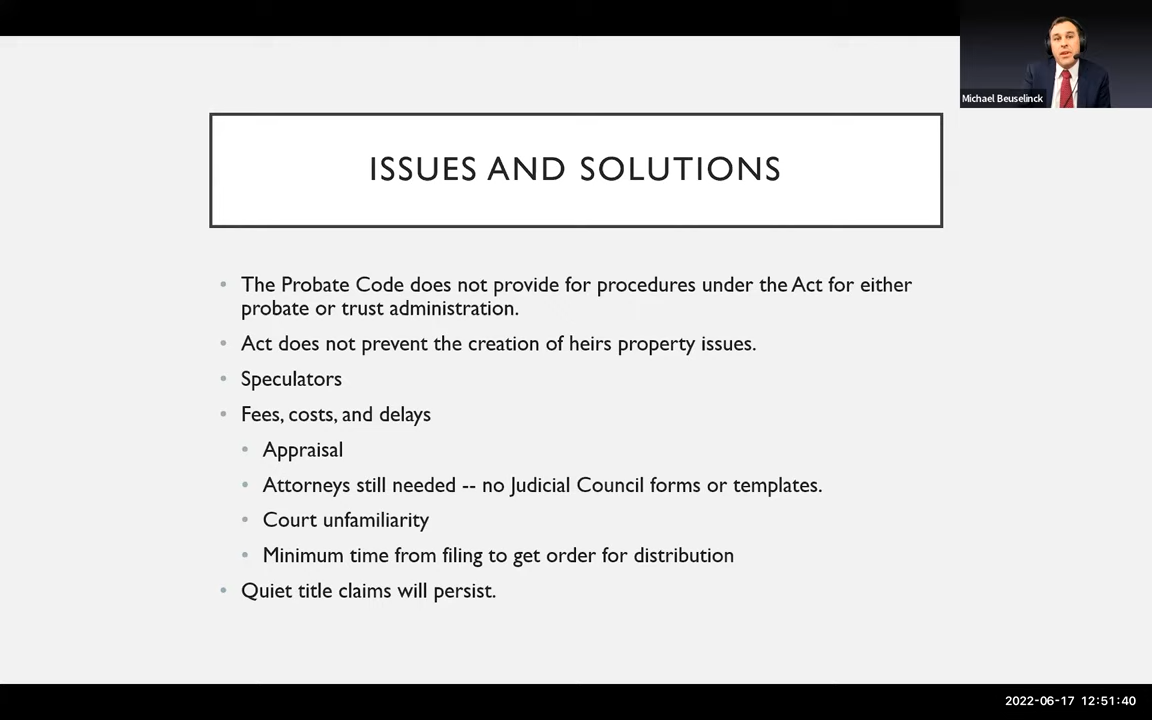 Michael Beuselinck
ISSUES AND SOLUTIONS
• The Probate Code does not provide for procedures under the Act for either
probate or trust administration.
• Act does not prevent the creation of heirs property issues.
• Speculators
• Fees, costs, and delays
• Appraisal
• Attorneys still needed -- no Judicial Council forms or templates.
• Court unfamiliarity
• Minimum time from filing to get order for distribution
• Quiet title claims will persist.
2022-06-17 12:51:40